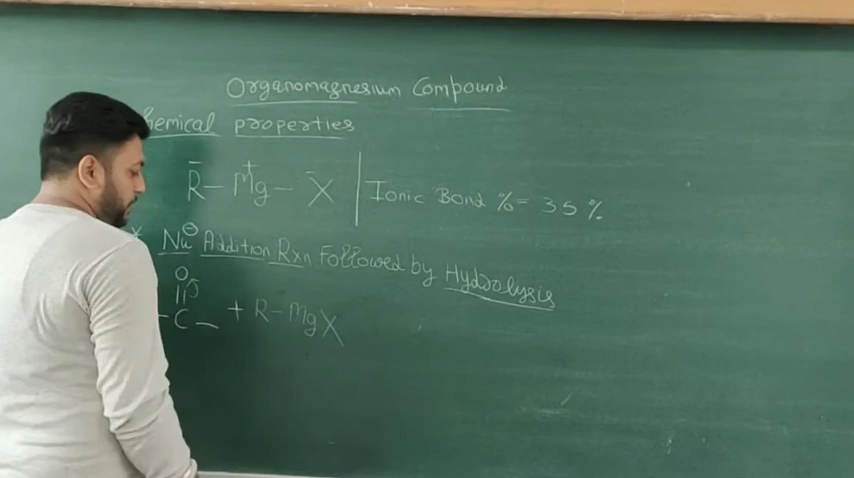 Organomagnesium Compound
hemical properties
R̄ – M⁺g – X̄ | Ionic Bond % = 35 %
* Nu⊖ Addition Rxn Followed by Hydrolysis
O
||
– C – + R – MgX